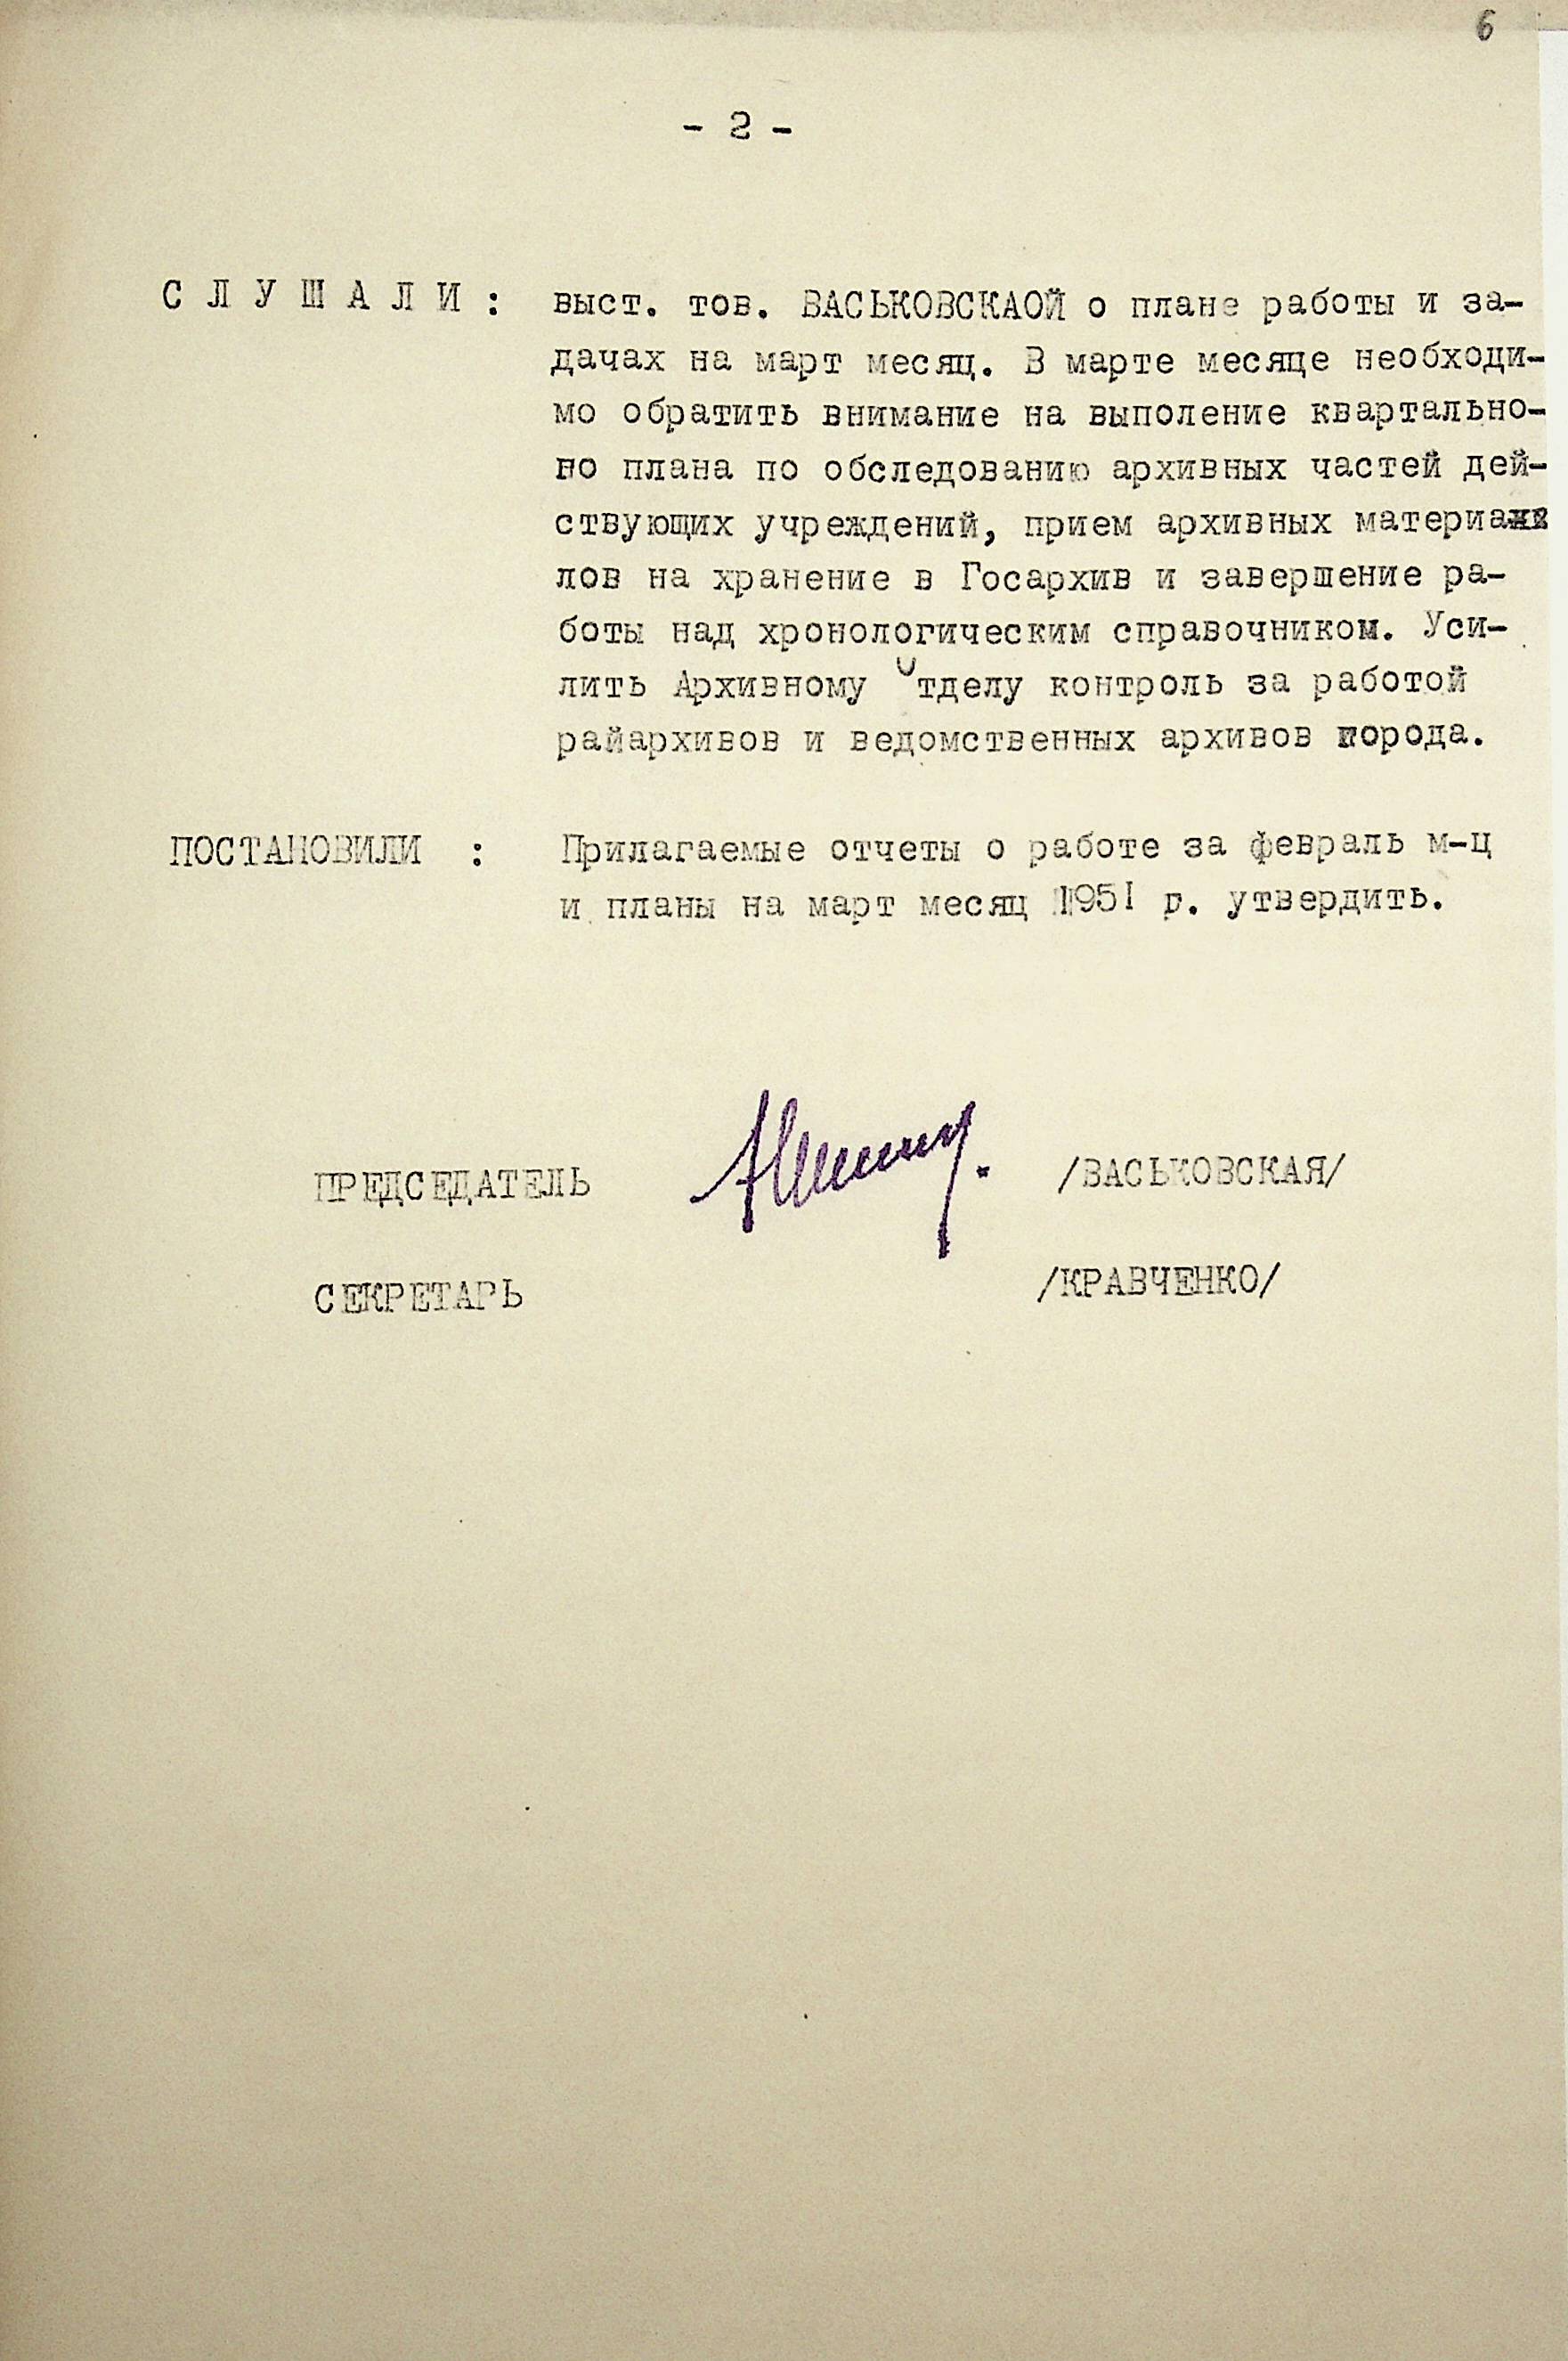 6
- 2 -
С Л У Ш А Л И : выст. тов. ВАСЬКОВСКАОЙ о плане работы и за-
дачах на март месяц. В марте месяце необходи-
мо обратить внимание на выполение квартально-
но плана по обследованию архивных частей дей-
ствующих учреждений, прием архивных материа
лов на хранение в Госархив и завершение ра-
боты над хронологическим справочником. Уси-
лить Архивному Отделу контроль за работой
райархивов и ведомственных архивов города.
ПОСТАНОВИЛИ : Прилагаемые отчеты о работе за февраль м-ц
и планы на март месяц 1951 г. утвердить.
ПРЕДСЕДАТЕЛЬ /ВАСЬКОВСКАЯ/
СЕКРЕТАРЬ /КРАВЧЕНКО/